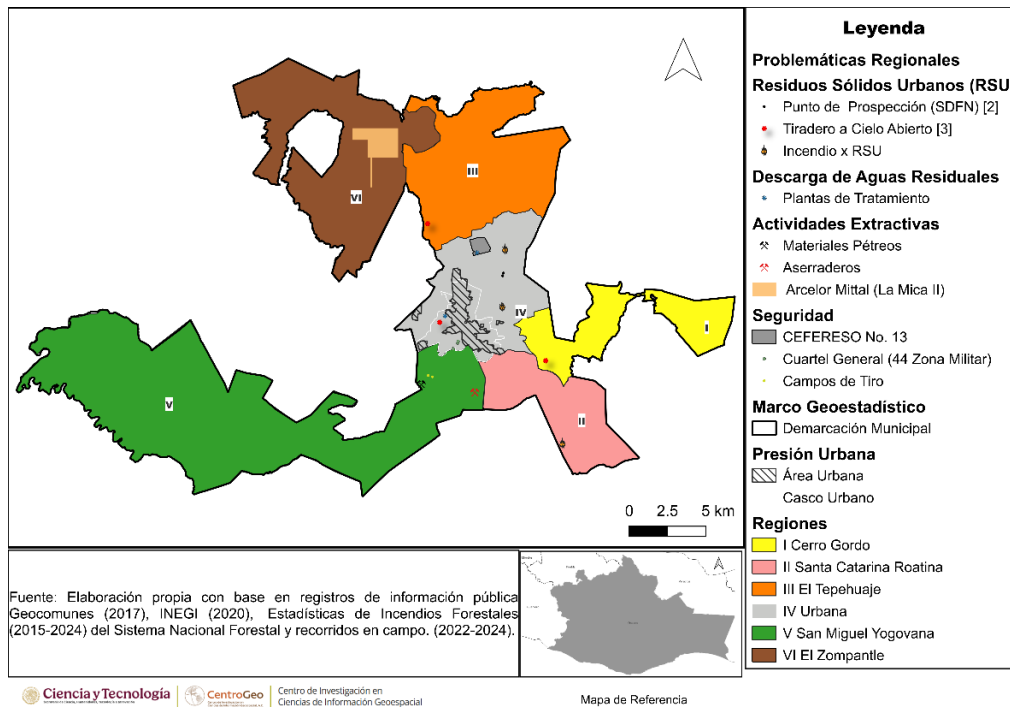 Leyenda
Problemáticas Regionales
Residuos Sólidos Urbanos (RSU
Punto de Prospección (SDFN) [2]
Tiradero a Cielo Abierto [3]
Incendio x RSU
Descarga de Aguas Residuales
Plantas de Tratamiento
Actividades Extractivas
Materiales Pétreos
Aserraderos
Arcelor Mittal (La Mica II)
Seguridad
CEFERESO No. 13
Cuartel General (44 Zona Militar)
Campos de Tiro
Marco Geoestadístico
Demarcación Municipal
Presión Urbana
Área Urbana
Casco Urbano
Regiones
I Cerro Gordo
II Santa Catarina Roatina
III El Tepehuaje
IV Urbana
V San Miguel Yogovana
VI El Zompantle
III
VI
IV
I
V
II
0 2.5 5 km
Fuente: Elaboración propia con base en registros de información pública
Geocomunes (2017), INEGI (2020), Estadísticas de Incendios Forestales
(2015-2024) del Sistema Nacional Forestal y recorridos en campo. (2022-2024).
Ciencia y Tecnología
CentroGeo
Centro de Investigación en
Ciencias de Información Geoespacial
Mapa de Referencia